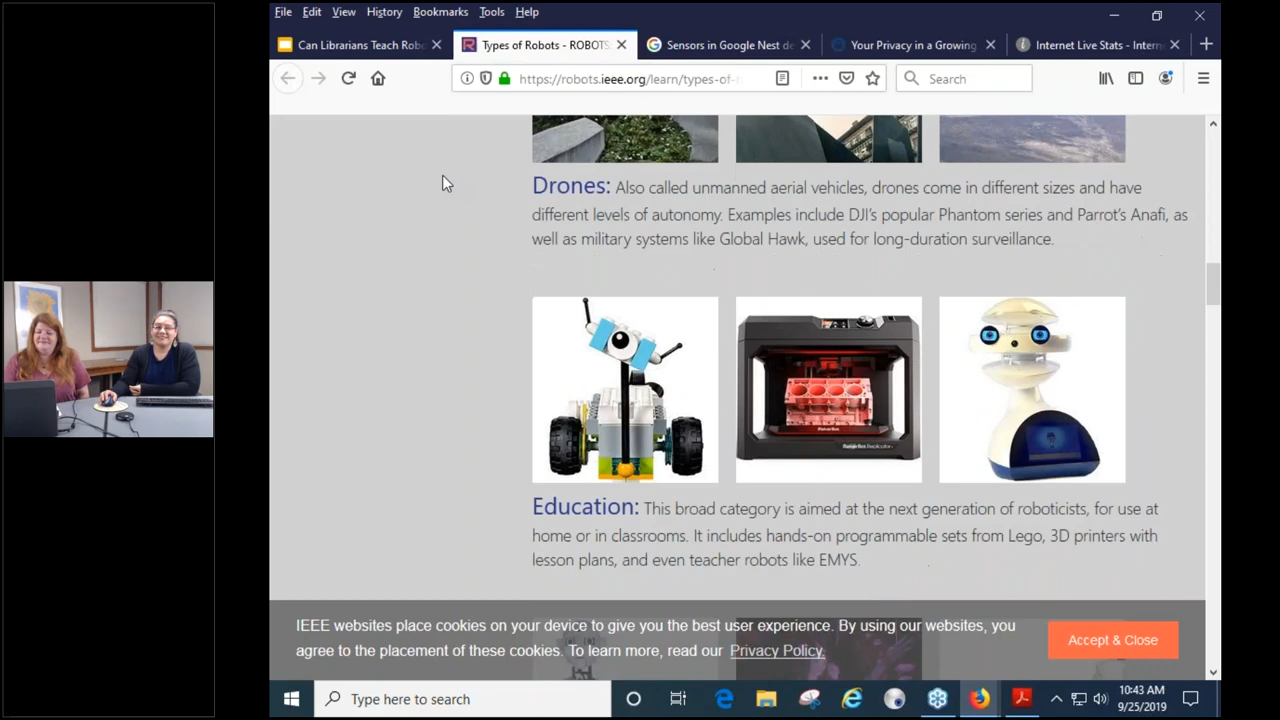 File Edit View History Bookmarks Tools Help
Can Librarians Teach Robo
Types of Robots - ROBOTS:
Sensors in Google Nest de
Your Privacy in a Growing
Internet Live Stats - Intern
https://robots.ieee.org/learn/types-of-r
Search
Drones: Also called unmanned aerial vehicles, drones come in different sizes and have
different levels of autonomy. Examples include DJI's popular Phantom series and Parrot's Anafi, as
well as military systems like Global Hawk, used for long-duration surveillance.
Education: This broad category is aimed at the next generation of roboticists, for use at
home or in classrooms. It includes hands-on programmable sets from Lego, 3D printers with
lesson plans, and even teacher robots like EMYS.
IEEE websites place cookies on your device to give you the best user experience. By using our websites, you
agree to the placement of these cookies. To learn more, read our Privacy Policy.
Accept & Close
Type here to search
10:43 AM
9/25/2019